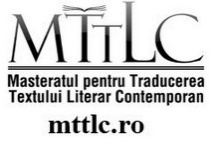 MTTLC
Masteratul pentru Traducerea
Textului Literar Contemporan
mttlc.ro